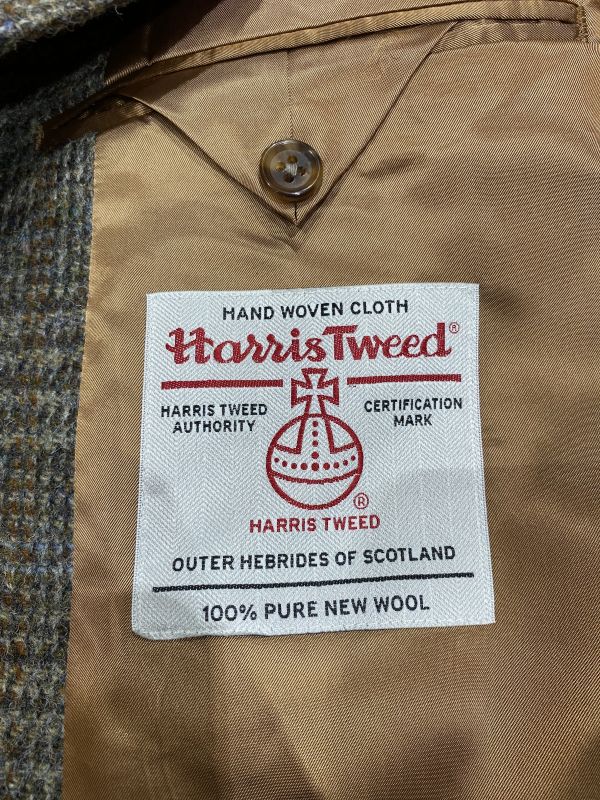 HAND WOVEN CLOTH
Harris Tweed®
HARRIS TWEED
AUTHORITY
CERTIFICATION
MARK
®
HARRIS TWEED
OUTER HEBRIDES OF SCOTLAND
100% PURE NEW WOOL